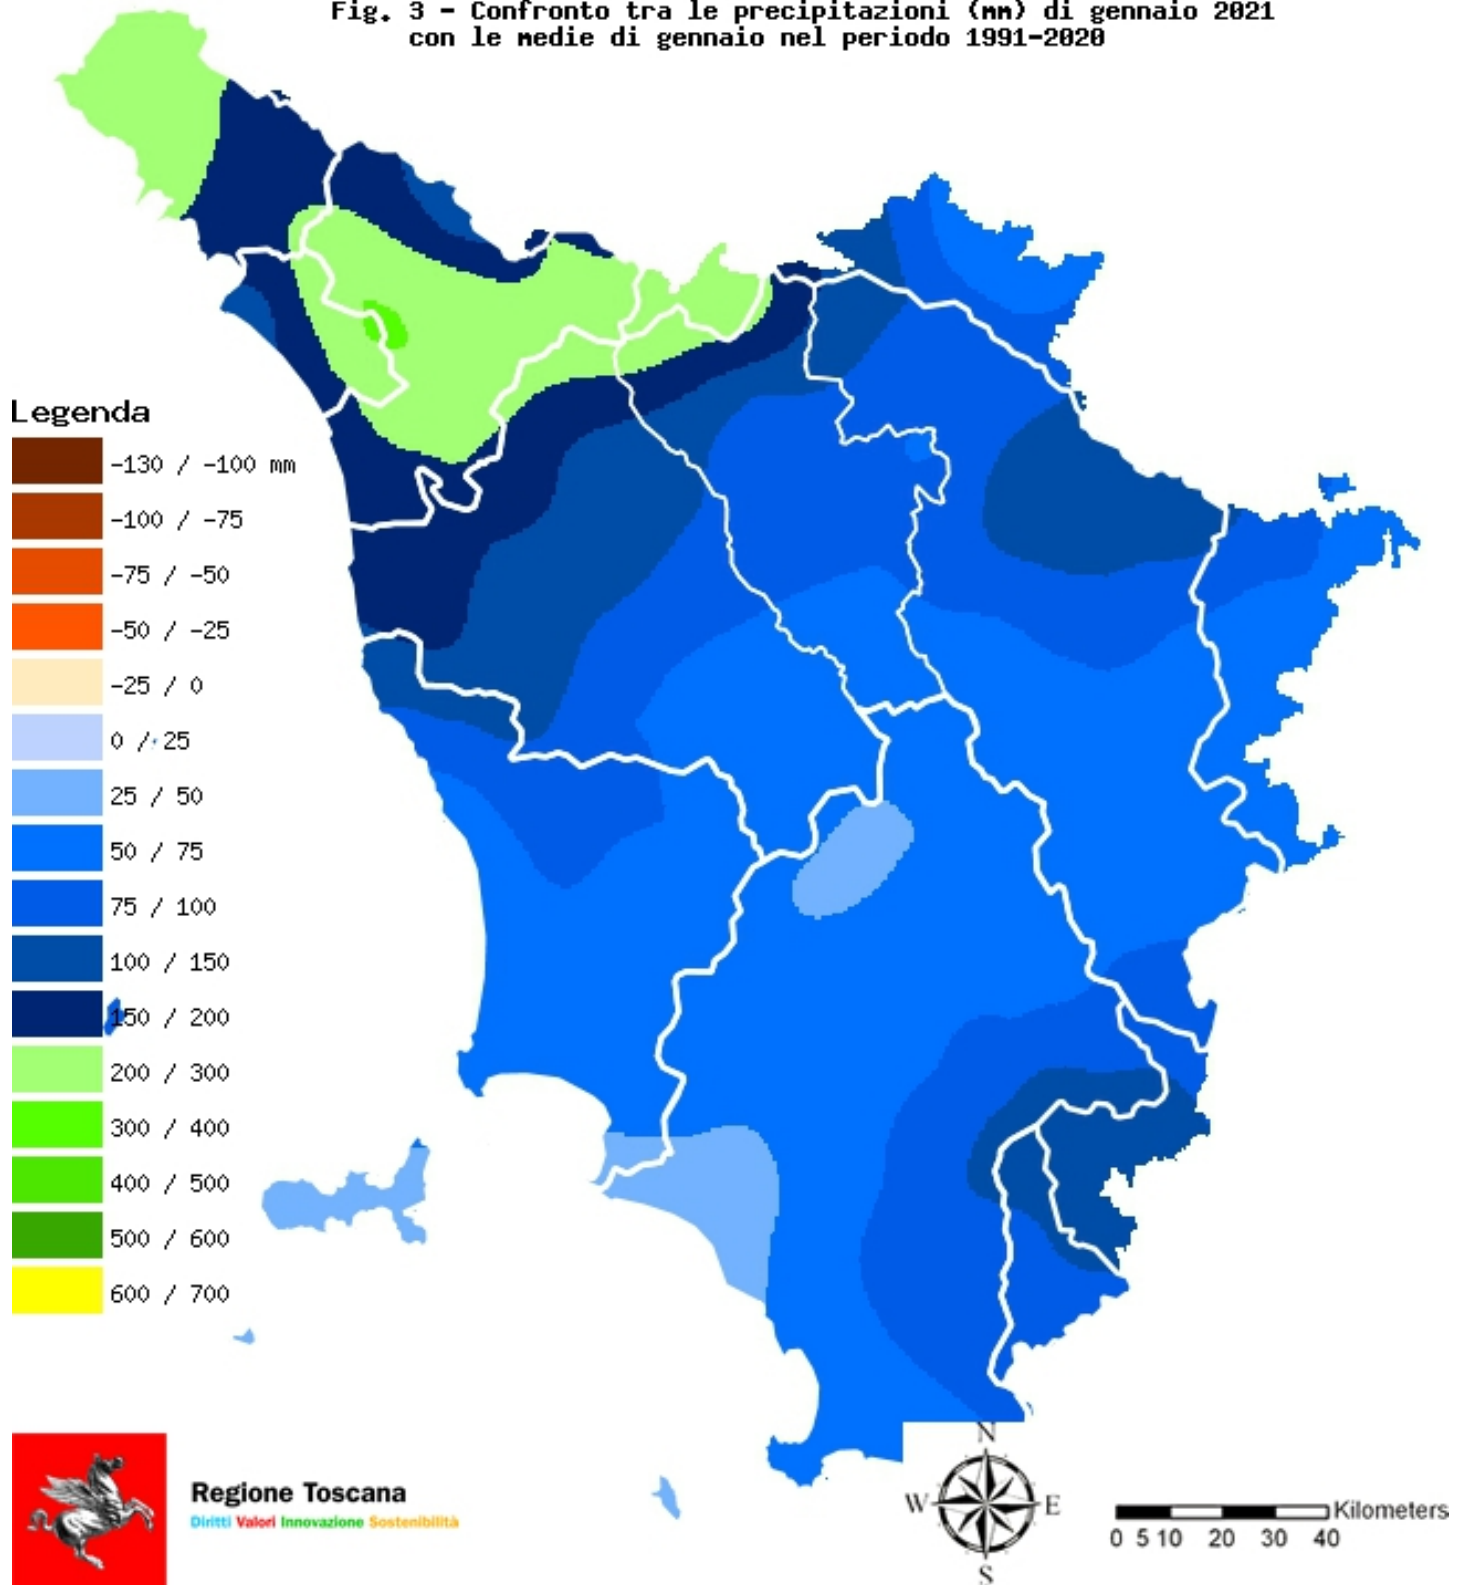 Fig. 3 - Confronto tra le precipitazioni (mm) di gennaio 2021
con le medie di gennaio nel periodo 1991-2020
Legenda
-130 / -100 mm
-100 / -75
-75 / -50
-50 / -25
-25 / 0
0 / 25
25 / 50
50 / 75
75 / 100
100 / 150
150 / 200
200 / 300
300 / 400
400 / 500
500 / 600
600 / 700
Regione Toscana
Diritti Valori Innovazione Sostenibilità
N
W E
S
Kilometers
0 5 10 20 30 40